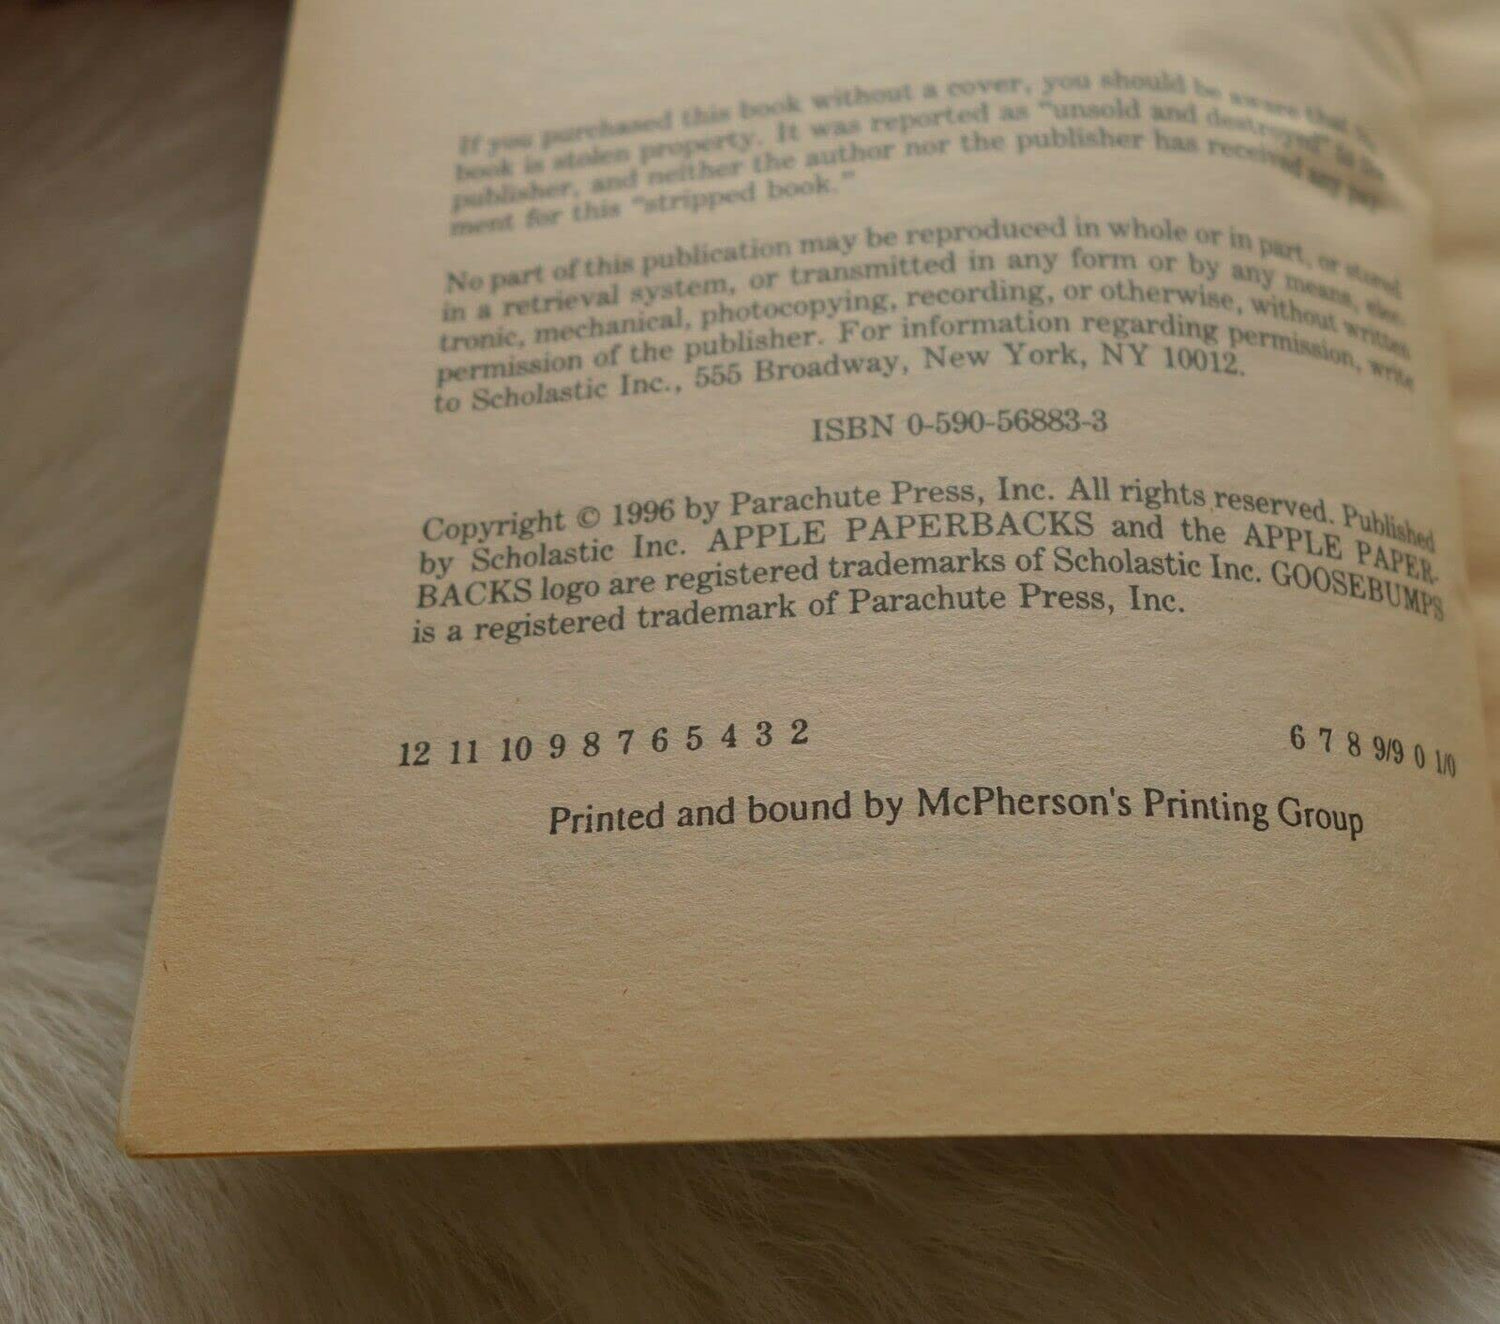 If you purchased this book without a cover, you should be aware that this
book is stolen property. It was reported as "unsold and destroyed" to the
publisher, and neither the author nor the publisher has received any pay-
ment for this "stripped book."
No part of this publication may be reproduced in whole or in part, or stored
in a retrieval system, or transmitted in any form or by any means, elec-
tronic, mechanical, photocopying, recording, or otherwise, without written
permission of the publisher. For information regarding permission, write
to Scholastic Inc., 555 Broadway, New York, NY 10012.
ISBN 0-590-56883-3
Copyright © 1996 by Parachute Press, Inc. All rights reserved. Published
by Scholastic Inc. APPLE PAPERBACKS and the APPLE PAPER-
BACKS logo are registered trademarks of Scholastic Inc. GOOSEBUMPS
is a registered trademark of Parachute Press, Inc.
12 11 10 9 8 7 6 5 4 3 2 6 7 8 9/9 0 1/0
Printed and bound by McPherson's Printing Group